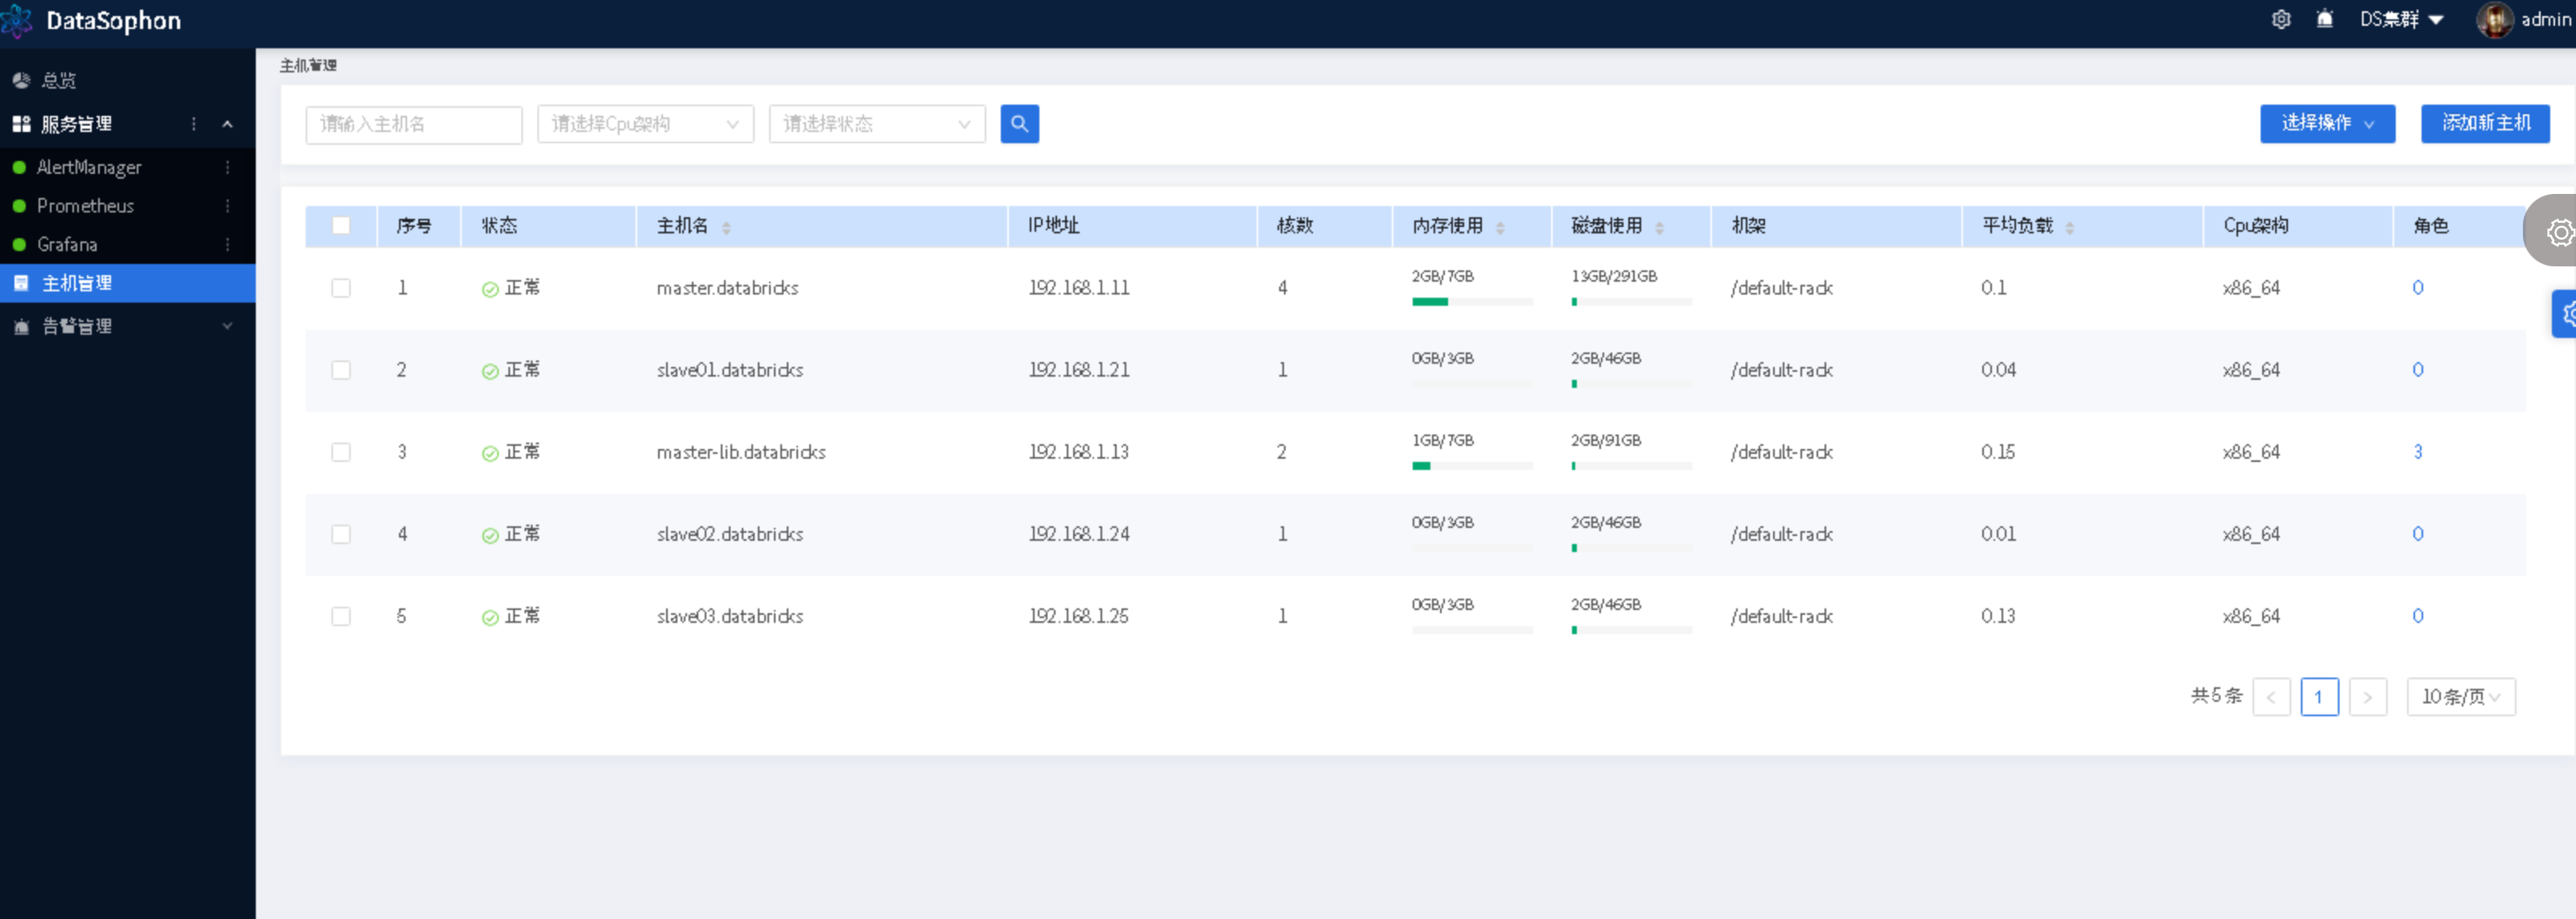 DataSophon
DS集群 admin
总览
服务管理
AlertManager
Prometheus
Grafana
主机管理
告警管理
主机管理
请输入主机名 请选择Cpu架构 请选择状态 选择操作 添加新主机
序号 状态 主机名 IP地址 核数 内存使用 磁盘使用 机架 平均负载 Cpu架构 角色
1 正常 master.databricks 192.168.1.11 4 2GB/7GB 13GB/291GB /default-rack 0.1 x86_64 0
2 正常 slave01.databricks 192.168.1.21 1 0GB/3GB 2GB/46GB /default-rack 0.04 x86_64 0
3 正常 master-lib.databricks 192.168.1.13 2 1GB/7GB 2GB/91GB /default-rack 0.15 x86_64 3
4 正常 slave02.databricks 192.168.1.24 1 0GB/3GB 2GB/46GB /default-rack 0.01 x86_64 0
5 正常 slave03.databricks 192.168.1.25 1 0GB/3GB 2GB/46GB /default-rack 0.13 x86_64 0
共5条 < 1 > 10条/页